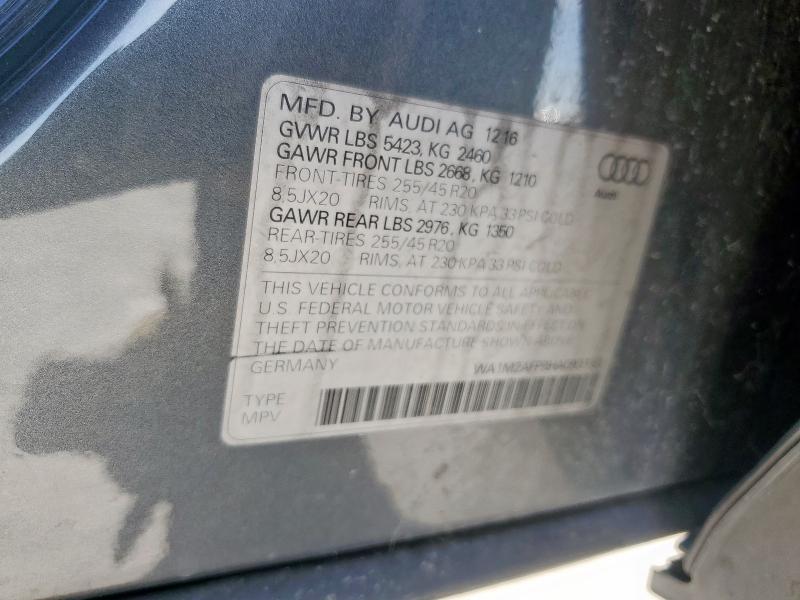 MFD. BY AUDI AG 12.16
GVWR LBS 5423, KG 2460
GAWR FRONT LBS 2668, KG 1210
FRONT-TIRES 255/45 R20
8,5JX20 RIMS, AT 230 KPA 33 PSI COLD
GAWR REAR LBS 2976, KG 1350
REAR-TIRES 255/45 R20
8,5JX20 RIMS, AT 230 KPA 33 PSI COLD
Audi
THIS VEHICLE CONFORMS TO ALL APPLICABLE
U.S. FEDERAL MOTOR VEHICLE SAFETY AND
THEFT PREVENTION STANDARDS IN EFFECT ON
THE DATE OF MANUFACTURE SHOWN ABOVE.
GERMANY
TYPE
MPV